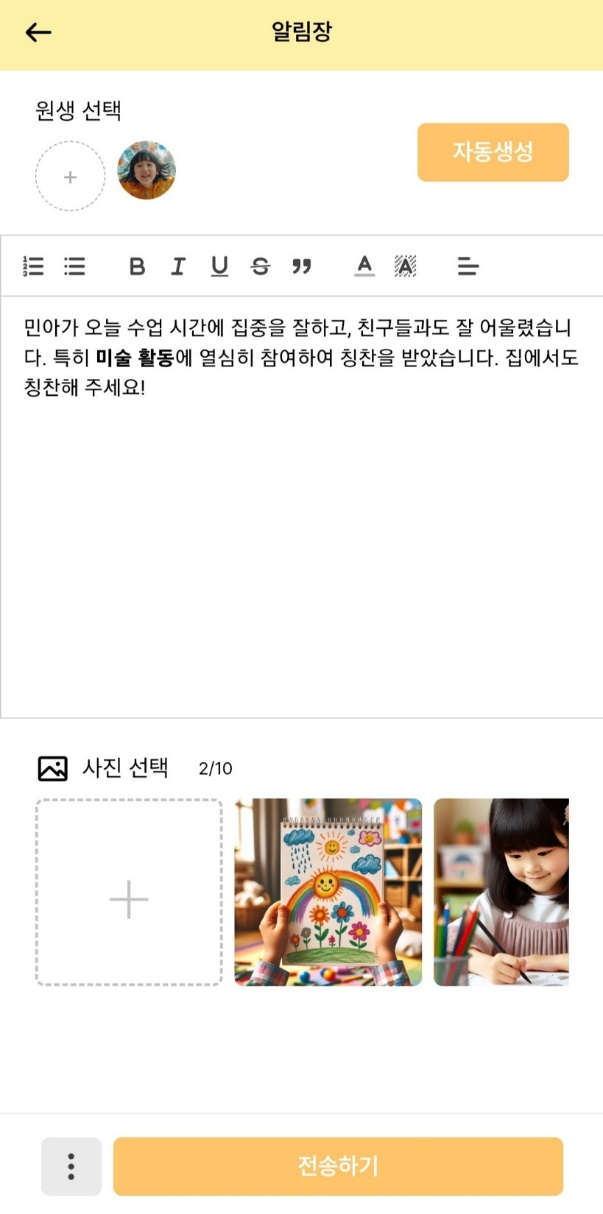 알림장
원생 선택
자동생성
B I U S ” A A
민아가 오늘 수업 시간에 집중을 잘하고, 친구들과도 잘 어울렸습니
다. 특히 미술 활동에 열심히 참여하여 칭찬을 받았습니다. 집에서도
칭찬해 주세요!
사진 선택 2/10
전송하기